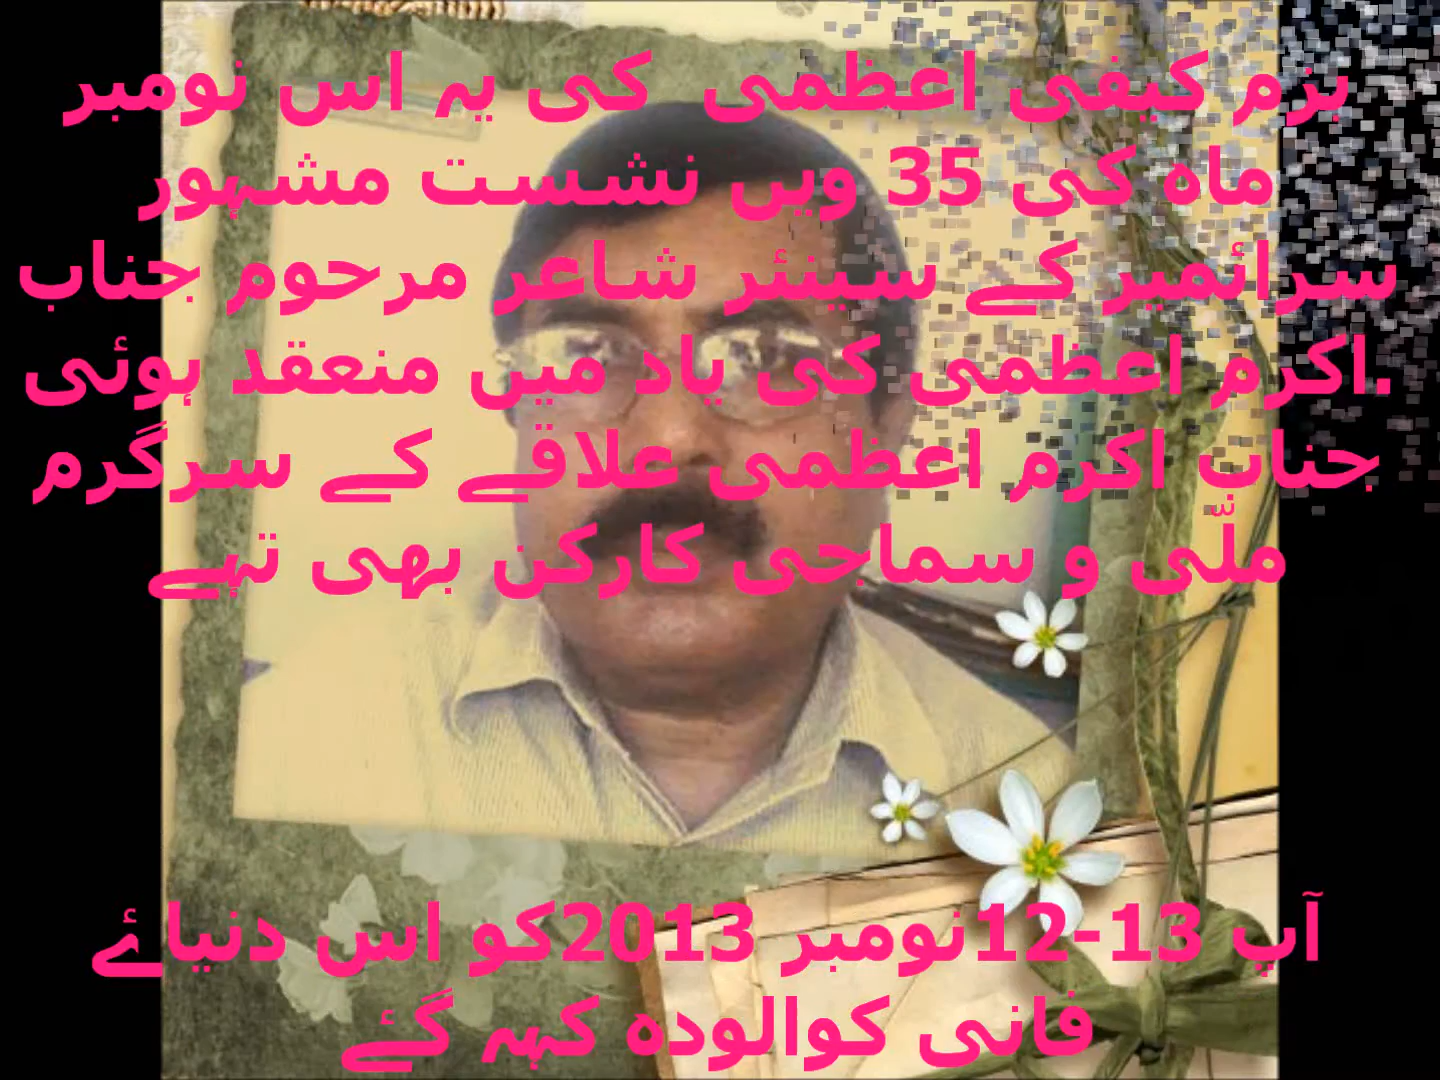 بزم کیفی اعظمی کی یہ اس نومبر
ماہ کی 35 ویں نشست مشہور
سرائمیر کے سینئر شاعر مرحوم جناب
اکرم اعظمی کی یاد میں منعقد ہوئی.
جناب اکرم اعظمی علاقے کے سرگرم
ملّی و سماجی کارکن بھی تہے
آپ 13-12نومبر 2013کو اس دنیاۓ
فانی کوالودہ کہہ گئے